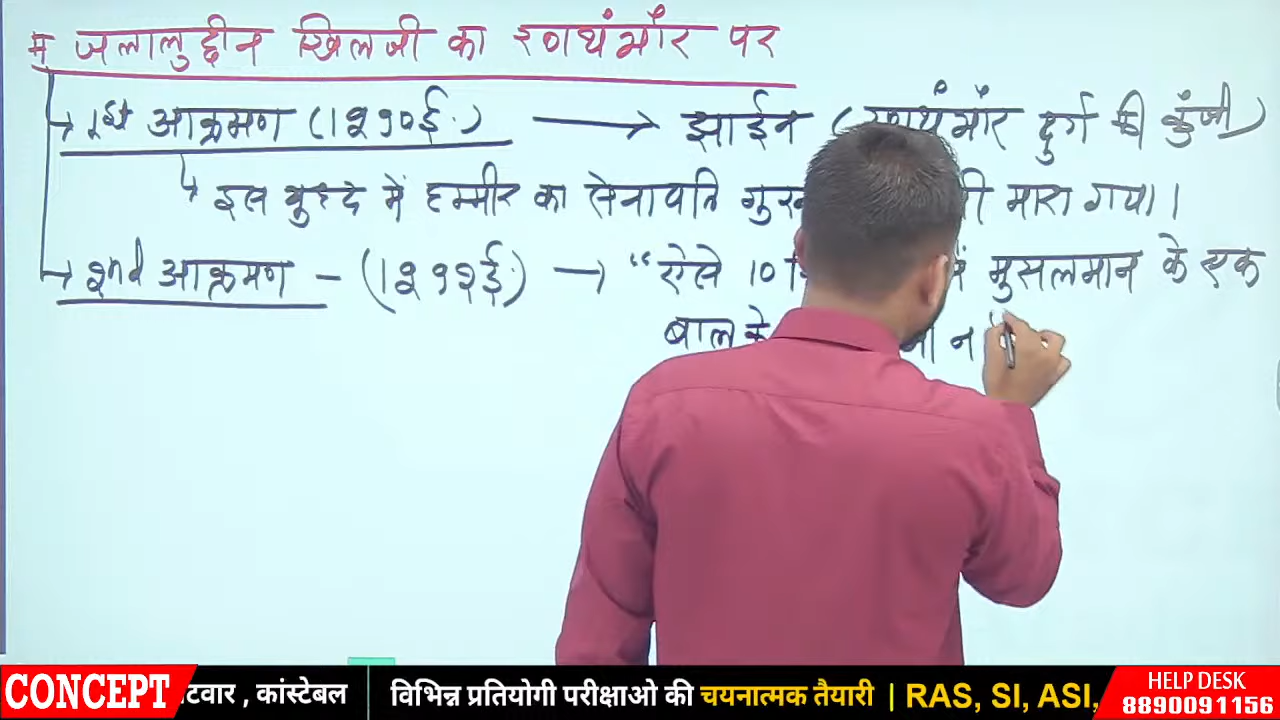 जलालुद्दीन खिलजी का रणथंभौर पर
1st आक्रमण (1290ई.) → झाईन (रणथंभौर दुर्ग की कुंजी)
इस युद्ध में हम्मीर का सेनापति मारा गया।
2nd आक्रमण - (1292ई.) → "ऐसे 10 मुसलमान के एक
बाल के न
CONCEPT
टवार , कांस्टेबल
विभिन्न प्रतियोगी परीक्षाओ की चयनात्मक तैयारी | RAS, SI, ASI,
HELP DESK
8890091156